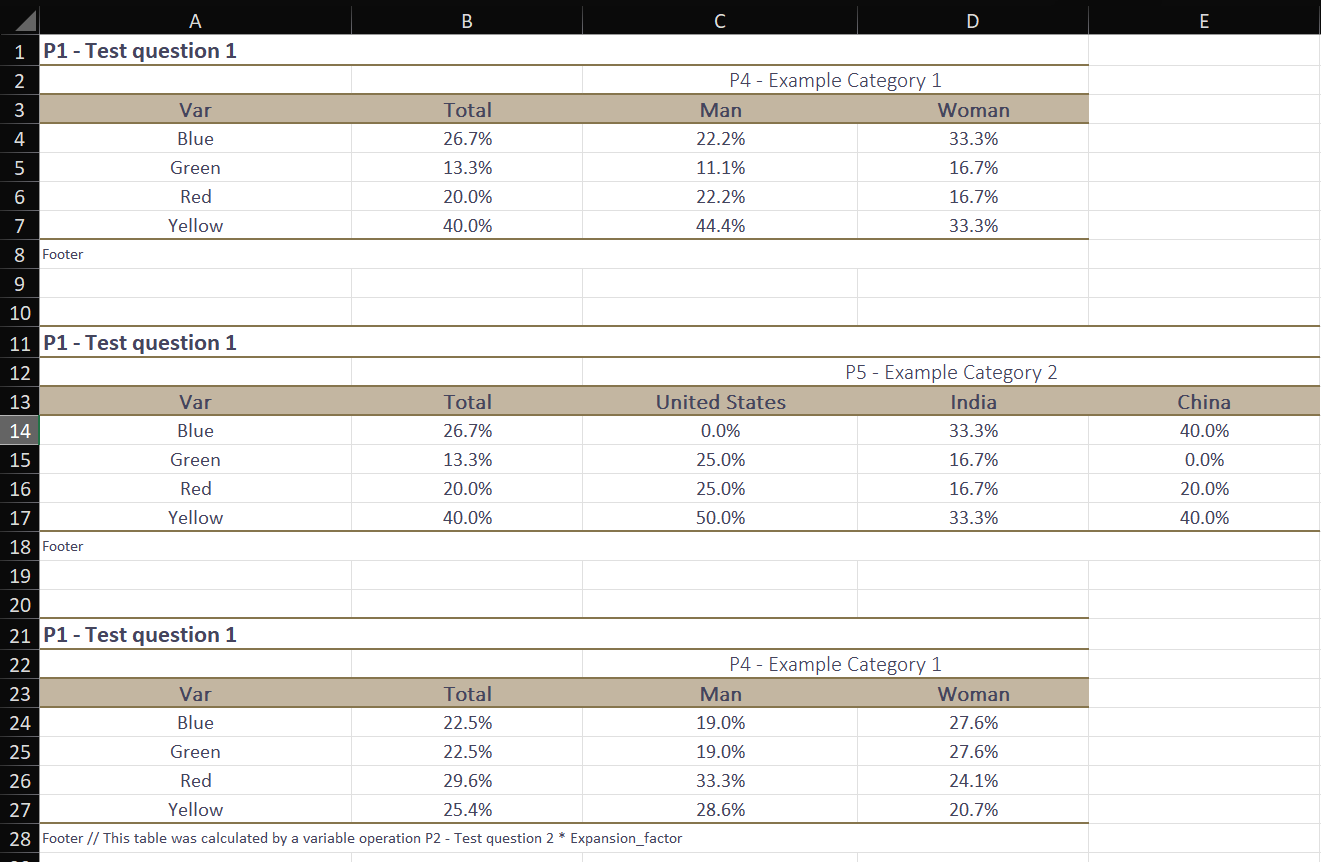 A B C D E
1 P1 - Test question 1
2 P4 - Example Category 1
3 Var Total Man Woman
4 Blue 26.7% 22.2% 33.3%
5 Green 13.3% 11.1% 16.7%
6 Red 20.0% 22.2% 16.7%
7 Yellow 40.0% 44.4% 33.3%
8 Footer
9
10
11 P1 - Test question 1
12 P5 - Example Category 2
13 Var Total United States India China
14 Blue 26.7% 0.0% 33.3% 40.0%
15 Green 13.3% 25.0% 16.7% 0.0%
16 Red 20.0% 25.0% 16.7% 20.0%
17 Yellow 40.0% 50.0% 33.3% 40.0%
18 Footer
19
20
21 P1 - Test question 1
22 P4 - Example Category 1
23 Var Total Man Woman
24 Blue 22.5% 19.0% 27.6%
25 Green 22.5% 19.0% 27.6%
26 Red 29.6% 33.3% 24.1%
27 Yellow 25.4% 28.6% 20.7%
28 Footer // This table was calculated by a variable operation P2 - Test question 2 * Expansion_factor